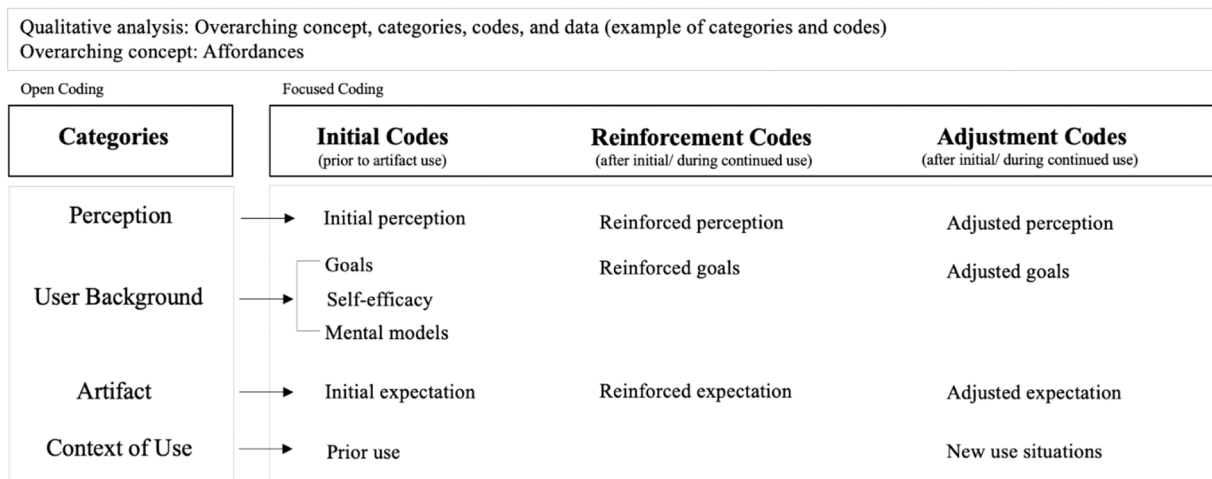 Qualitative analysis: Overarching concept, categories, codes, and data (example of categories and codes)
Overarching concept: Affordances
Open Coding
Focused Coding
Categories
Initial Codes
(prior to artifact use)
Reinforcement Codes
(after initial/ during continued use)
Adjustment Codes
(after initial/ during continued use)
Perception
Initial perception
Reinforced perception
Adjusted perception
User Background
Goals
Reinforced goals
Adjusted goals
Self-efficacy
Mental models
Artifact
Initial expectation
Reinforced expectation
Adjusted expectation
Context of Use
Prior use
New use situations